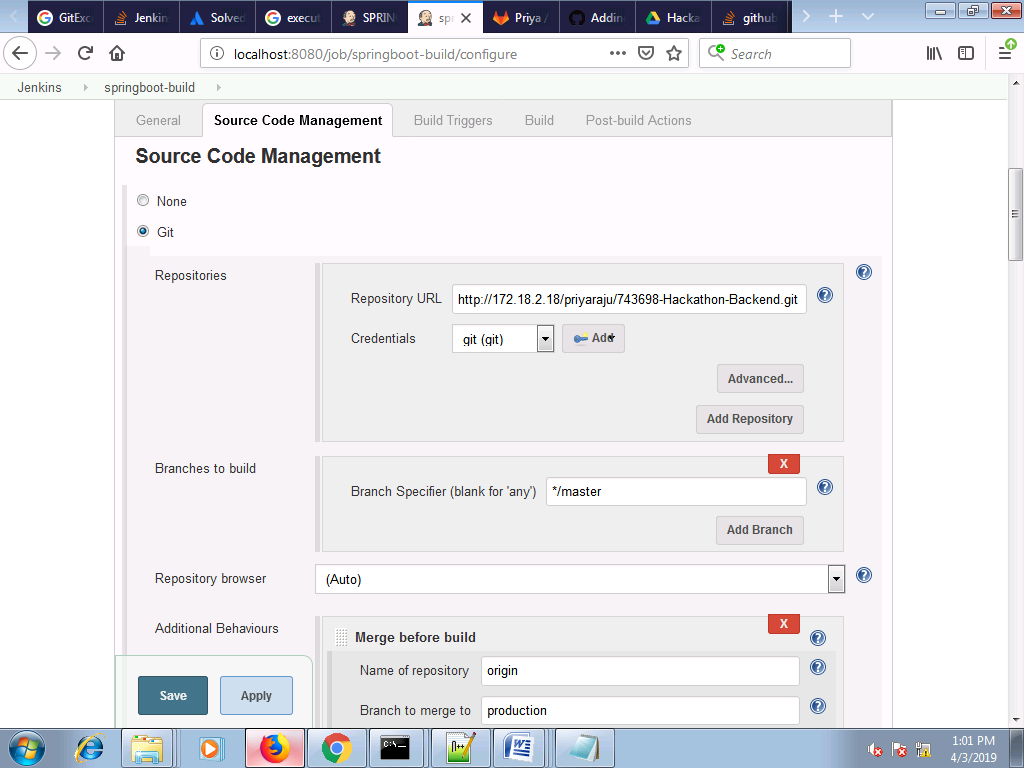 GitExc
Jenkin
Solved
execut
SPRIN
spr
Priya /
Addin
Hacka
github
localhost:8080/job/springboot-build/configure
Search
Jenkins
springboot-build
General
Source Code Management
Build Triggers
Build
Post-build Actions
Source Code Management
None
Git
Repositories
Repository URL
http://172.18.2.18/priyaraju/743698-Hackathon-Backend.git
Credentials
git (git)
Add
Advanced...
Add Repository
Branches to build
X
Branch Specifier (blank for 'any')
*/master
Add Branch
Repository browser
(Auto)
Additional Behaviours
X
Merge before build
Name of repository
origin
Branch to merge to
production
Save
Apply
1:01 PM
4/3/2019